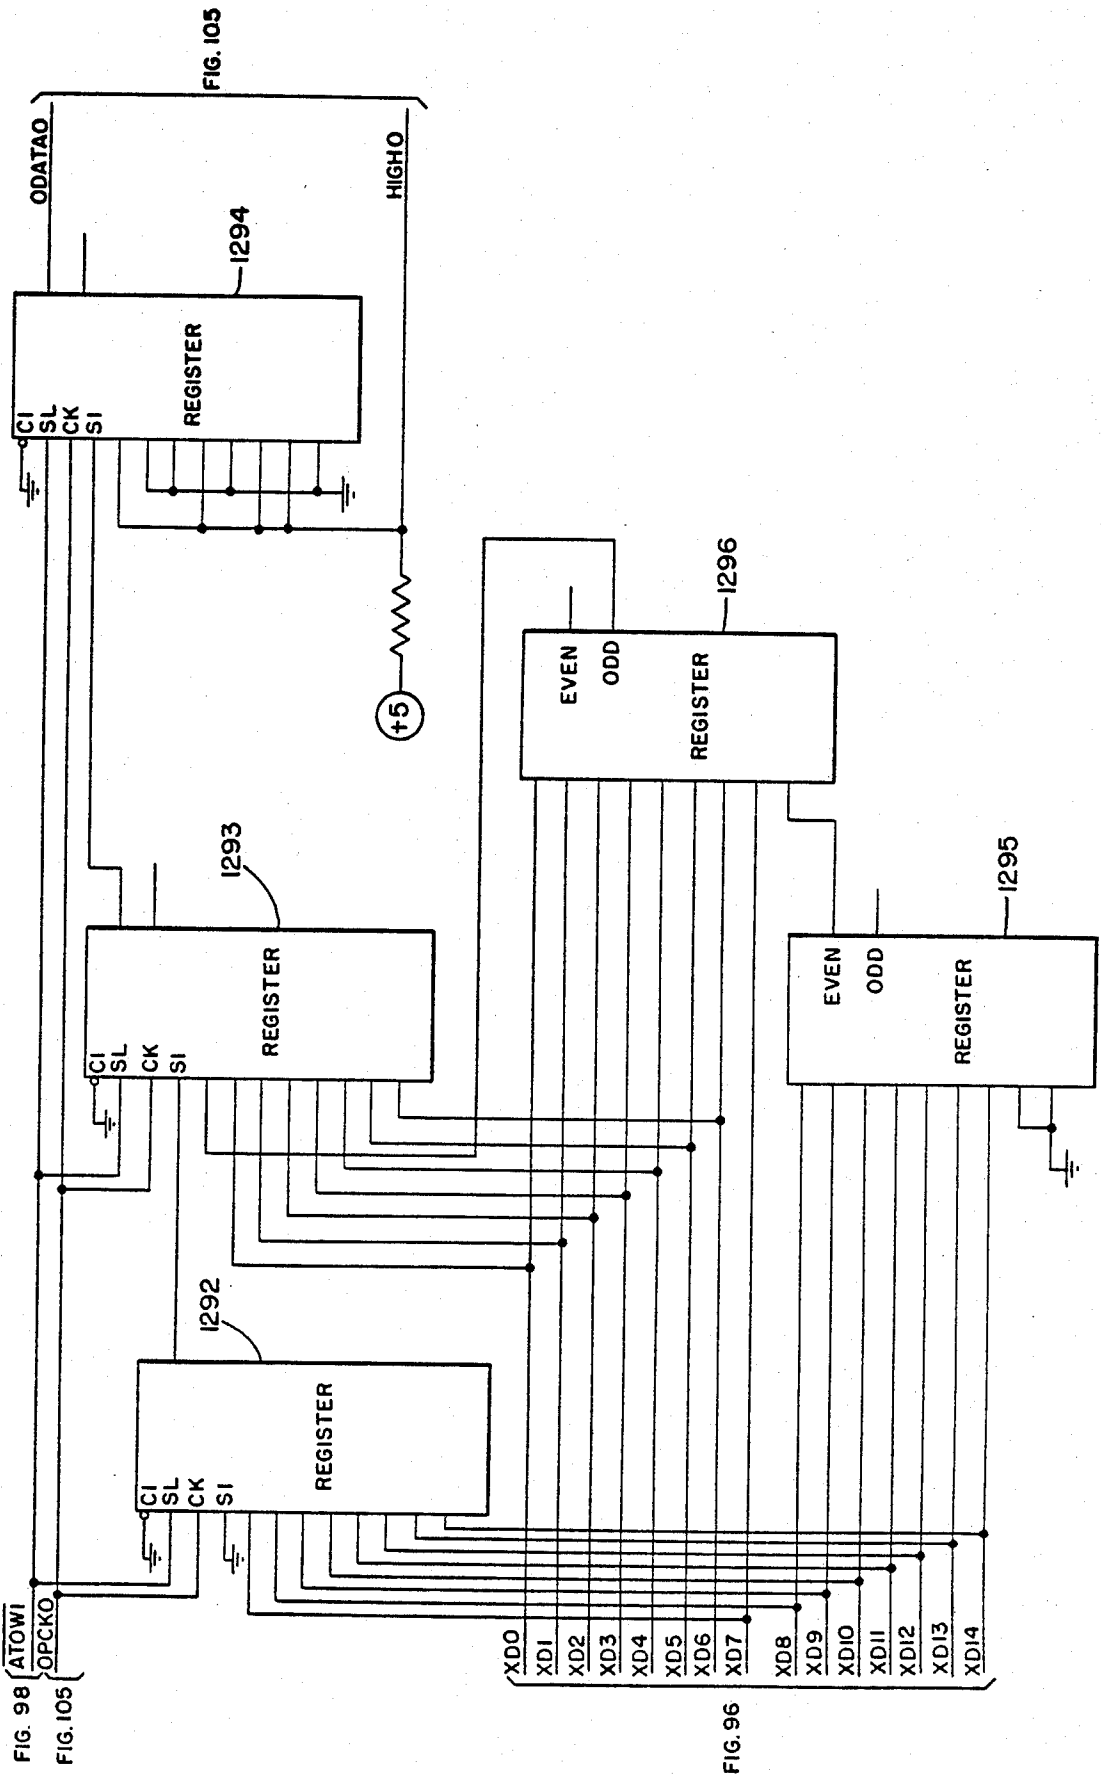 FIG. 98
ATOWI
OPCKO
FIG. 105
CI
SL
CK
SI
REGISTER
1292
CI
SL
CK
SI
REGISTER
1293
CI
SL
CK
SI
REGISTER
1294
ODATAO
HIGHO
FIG. 105
+5
EVEN
ODD
REGISTER
1296
EVEN
ODD
REGISTER
1295
XD0
XD1
XD2
XD3
XD4
XD5
XD6
XD7
XD8
XD9
XD10
XD11
XD12
XD13
XD14
FIG. 96